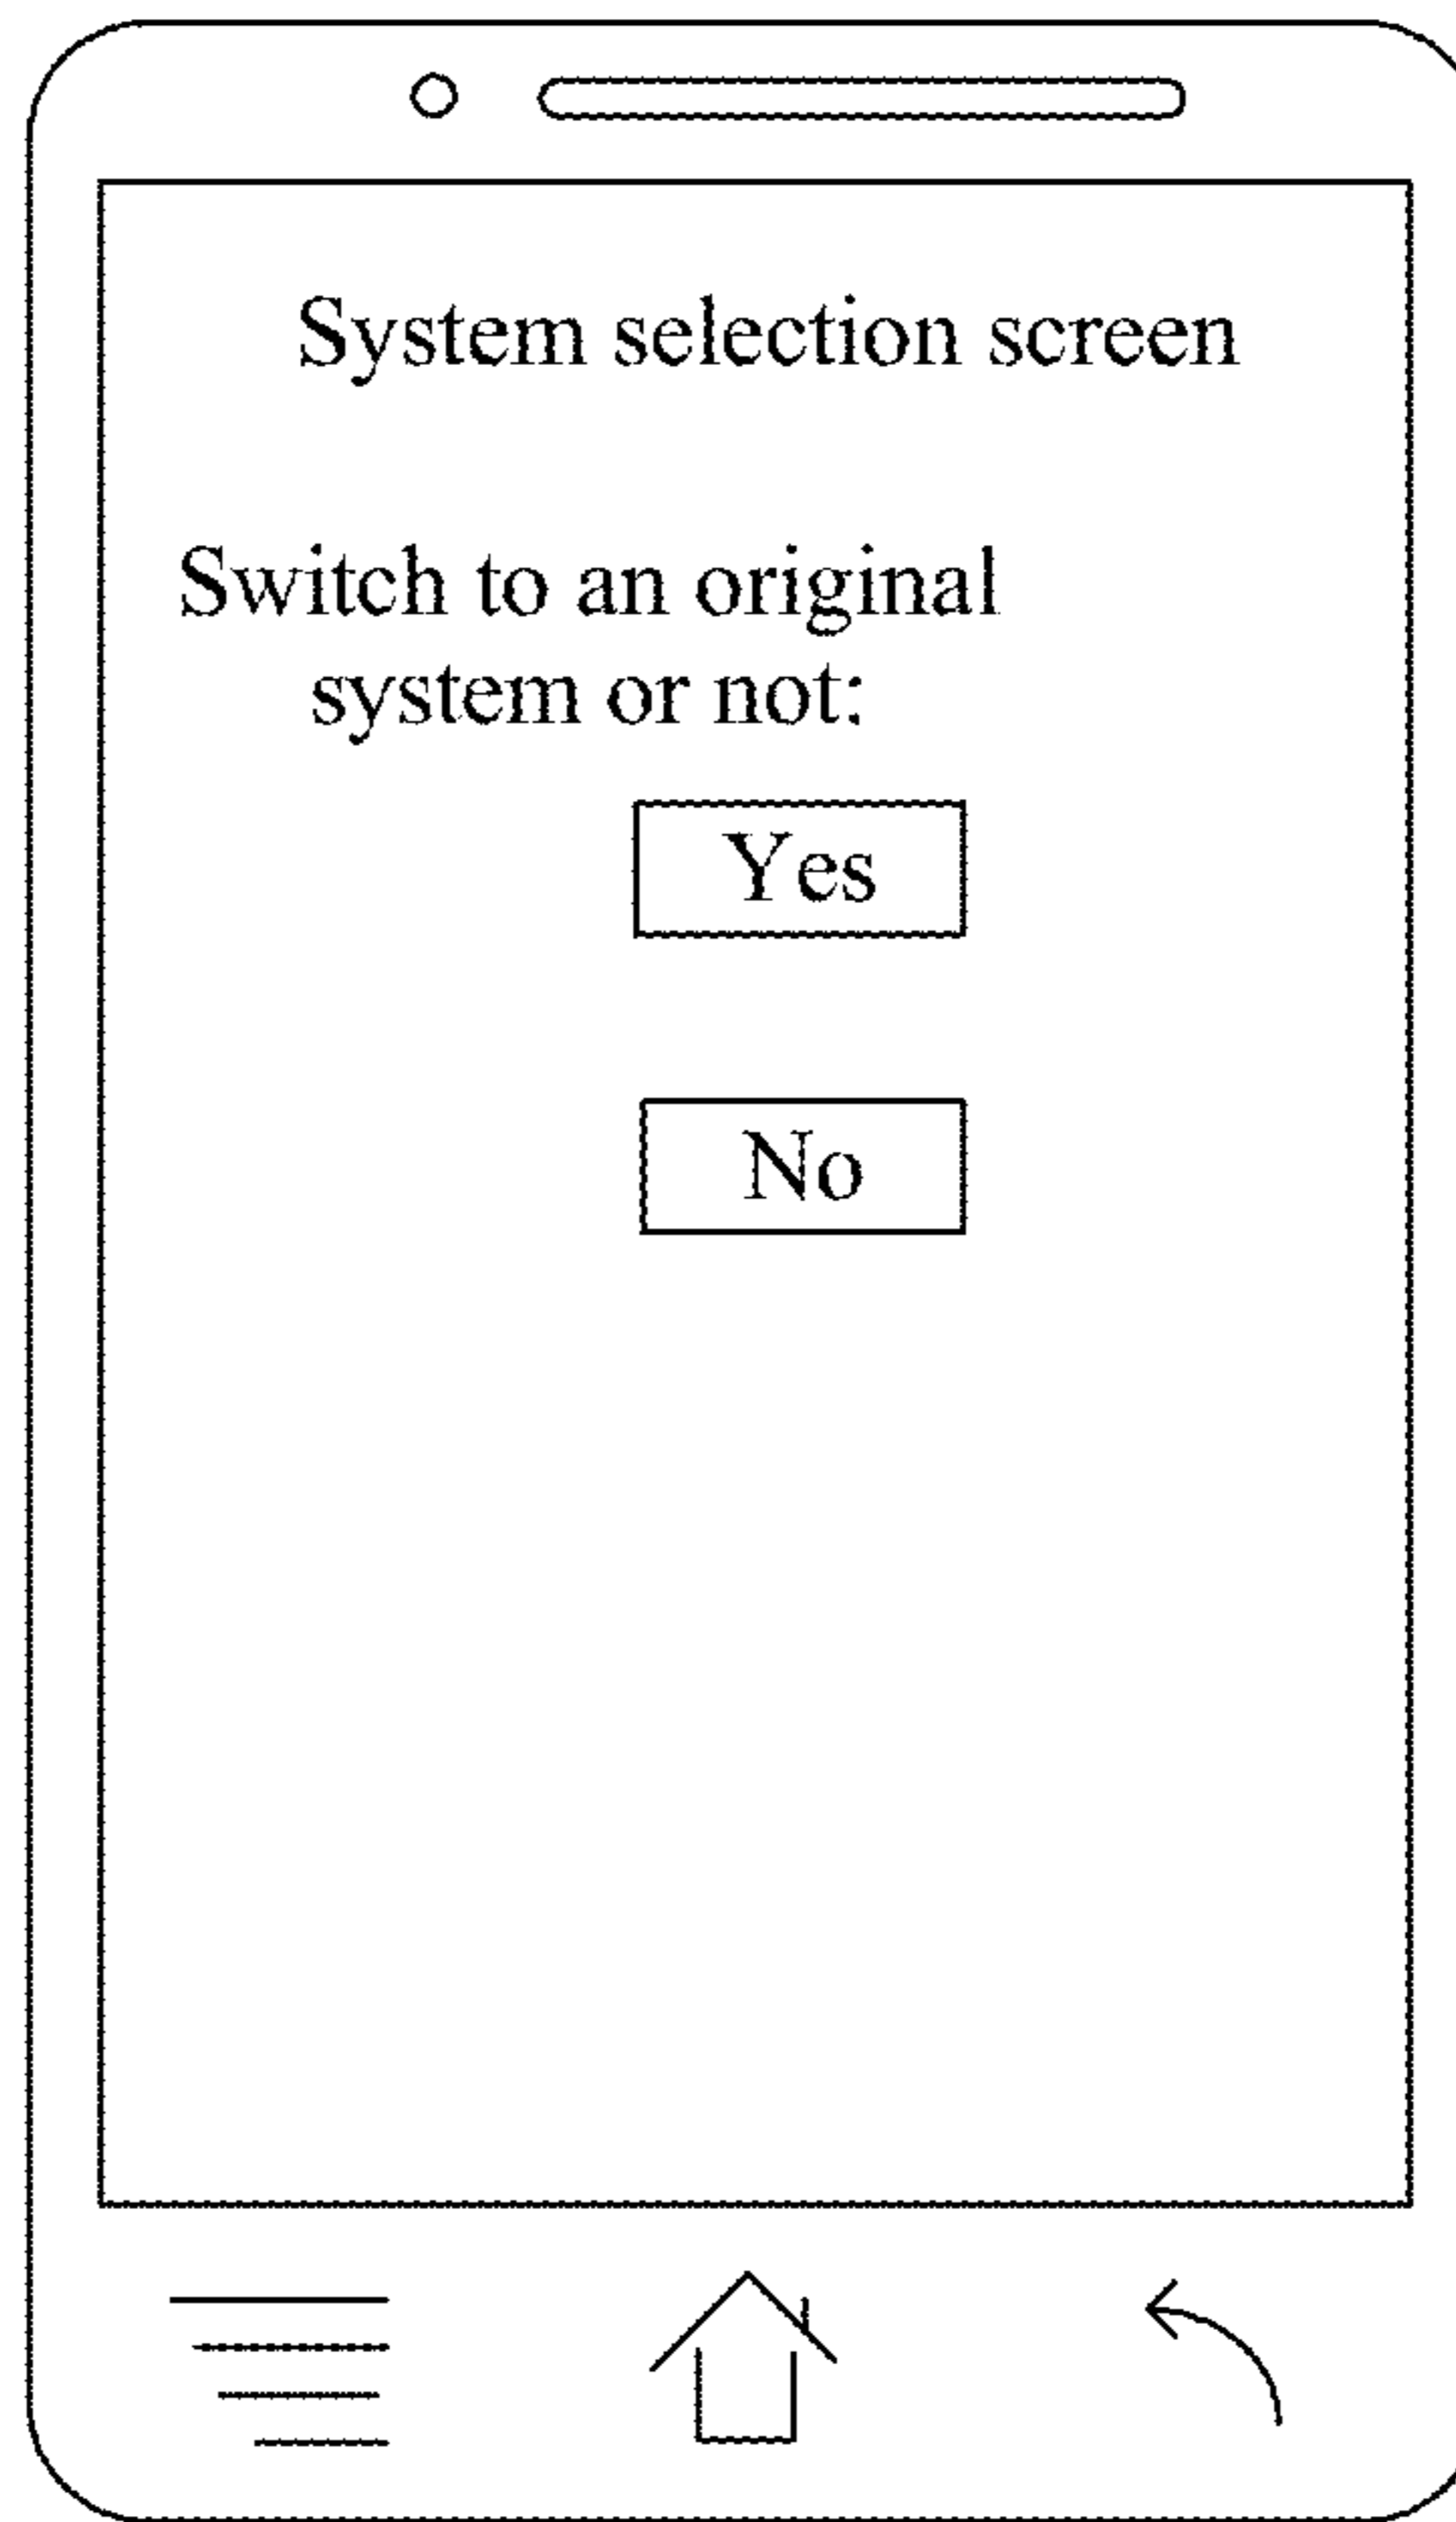 System selection screen
Switch to an original
system or not:
Yes
No